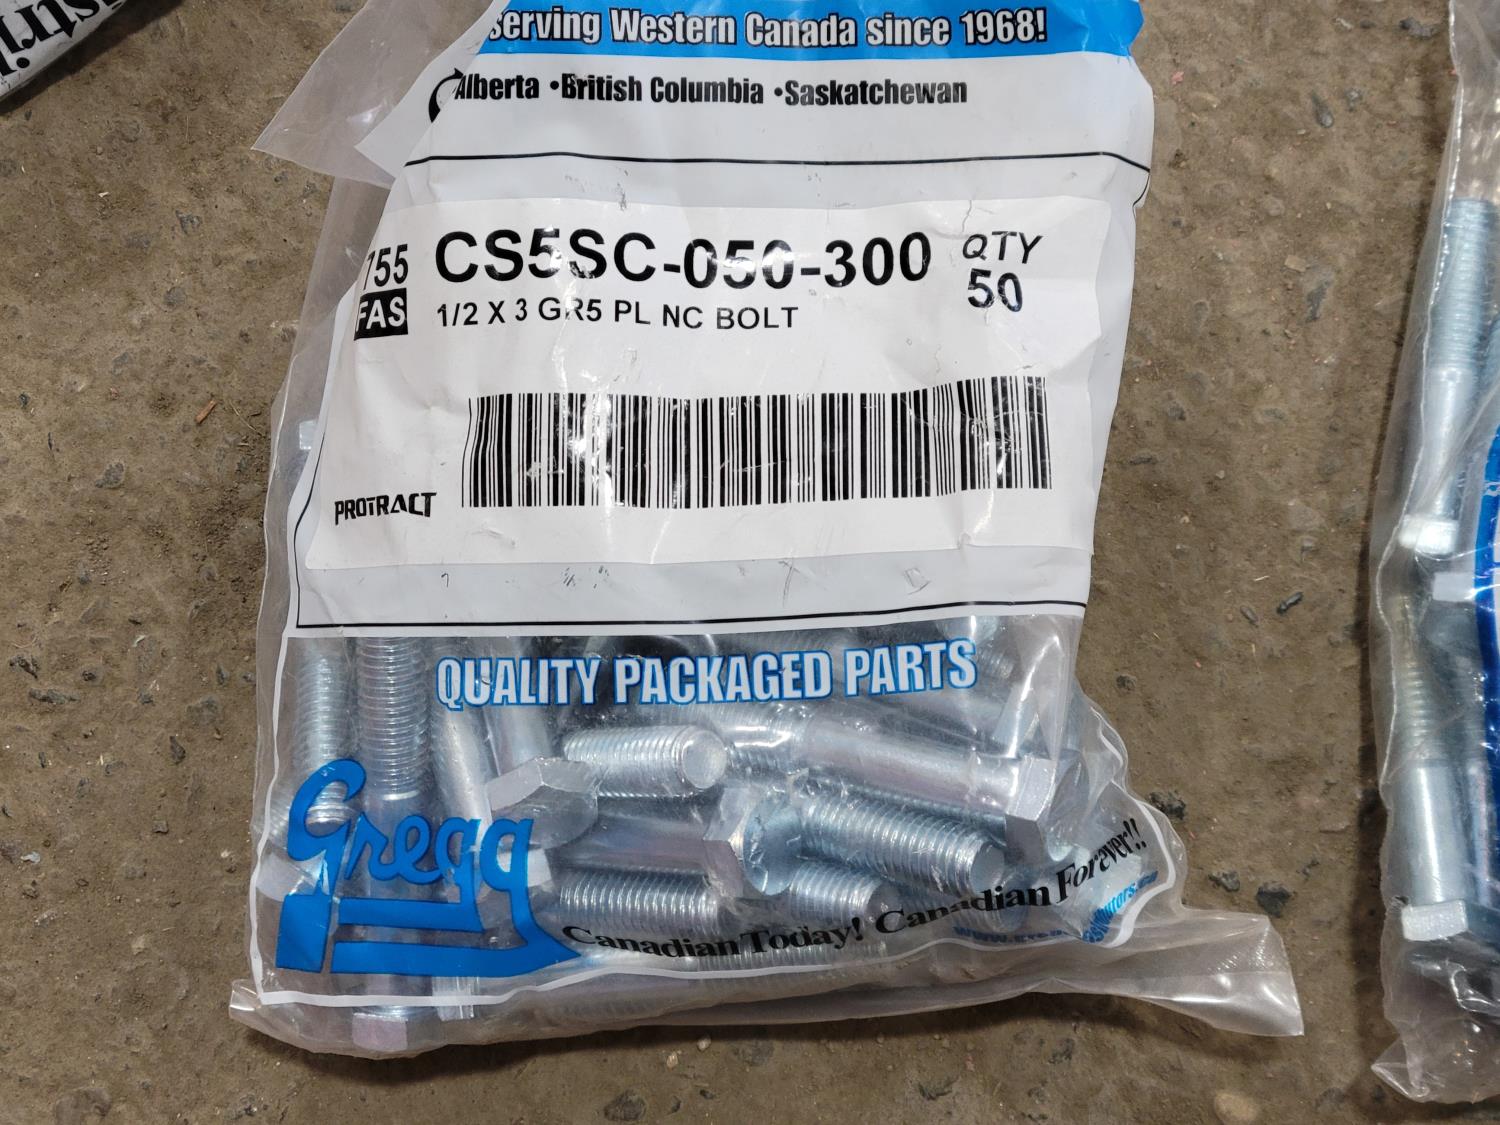 serving Western Canada since 1968!
Alberta •British Columbia •Saskatchewan
755 CS5SC-050-300 QTY
FAS 1/2 X 3 GR5 PL NC BOLT 50
PROTRACT
QUALITY PACKAGED PARTS
Gregg
Canadian Today! Canadian Forever!!